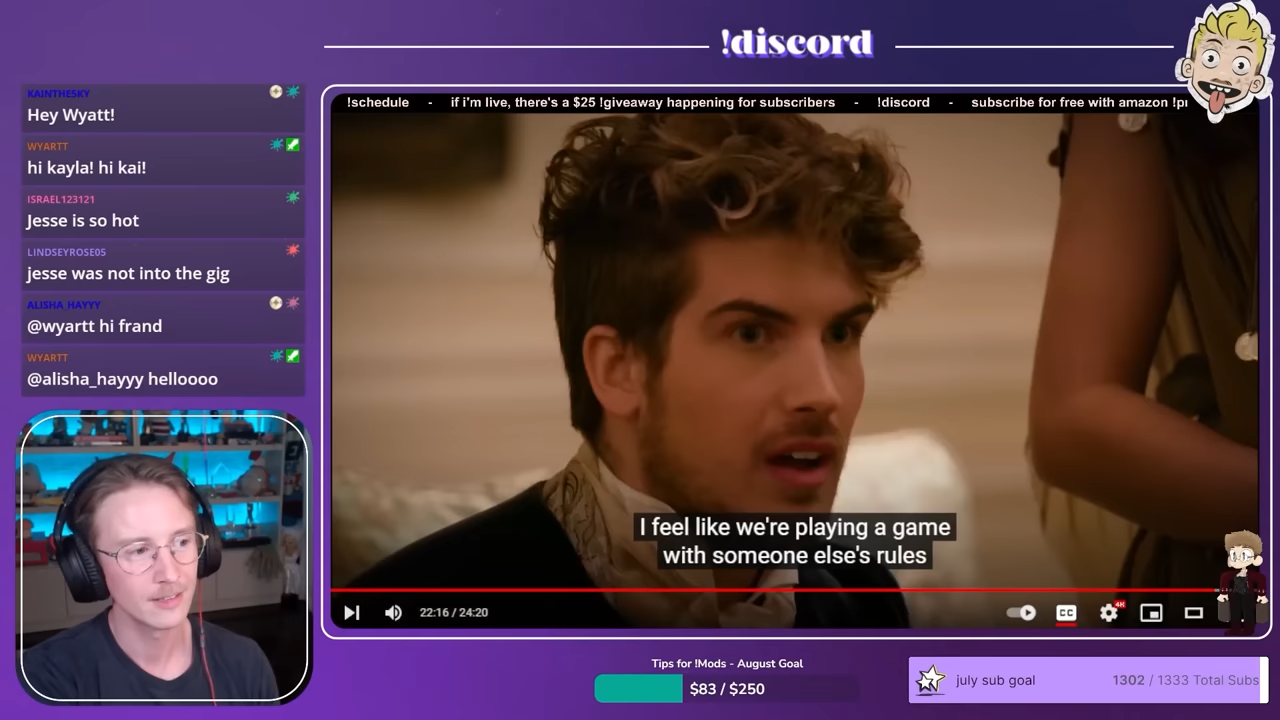 !discord
!schedule - if i'm live, there's a $25 !giveaway happening for subscribers - !discord - subscribe for free with amazon
KAINTHESKY
Hey Wyatt!
WYARTT
hi kayla! hi kai!
ISRAEL123121
Jesse is so hot
LINDSEYROSE05
jesse was not into the gig
ALISHA_HAYYY
@wyartt hi frand
WYARTT
@alisha_hayyy helloooo
I feel like we're playing a game
with someone else's rules
22:16 / 24:20
CC
4K
Tips for !Mods - August Goal
$83 / $250
july sub goal
1302 / 1333 Total Subs